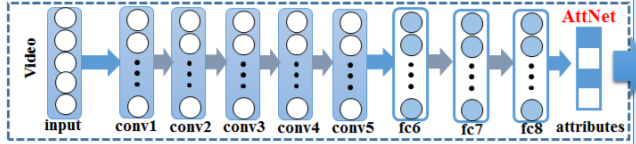 AttNet
Video
input conv1 conv2 conv3 conv4 conv5 fc6 fc7 fc8 attributes